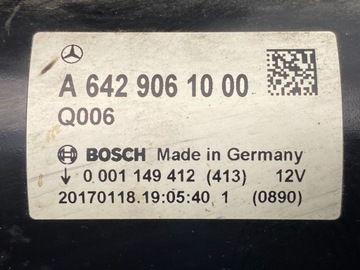 A 642 906 10 00
Q006
BOSCH Made in Germany
↓ 0 001 149 412 (413) 12V
20170118.19:05:40 1 (0890)